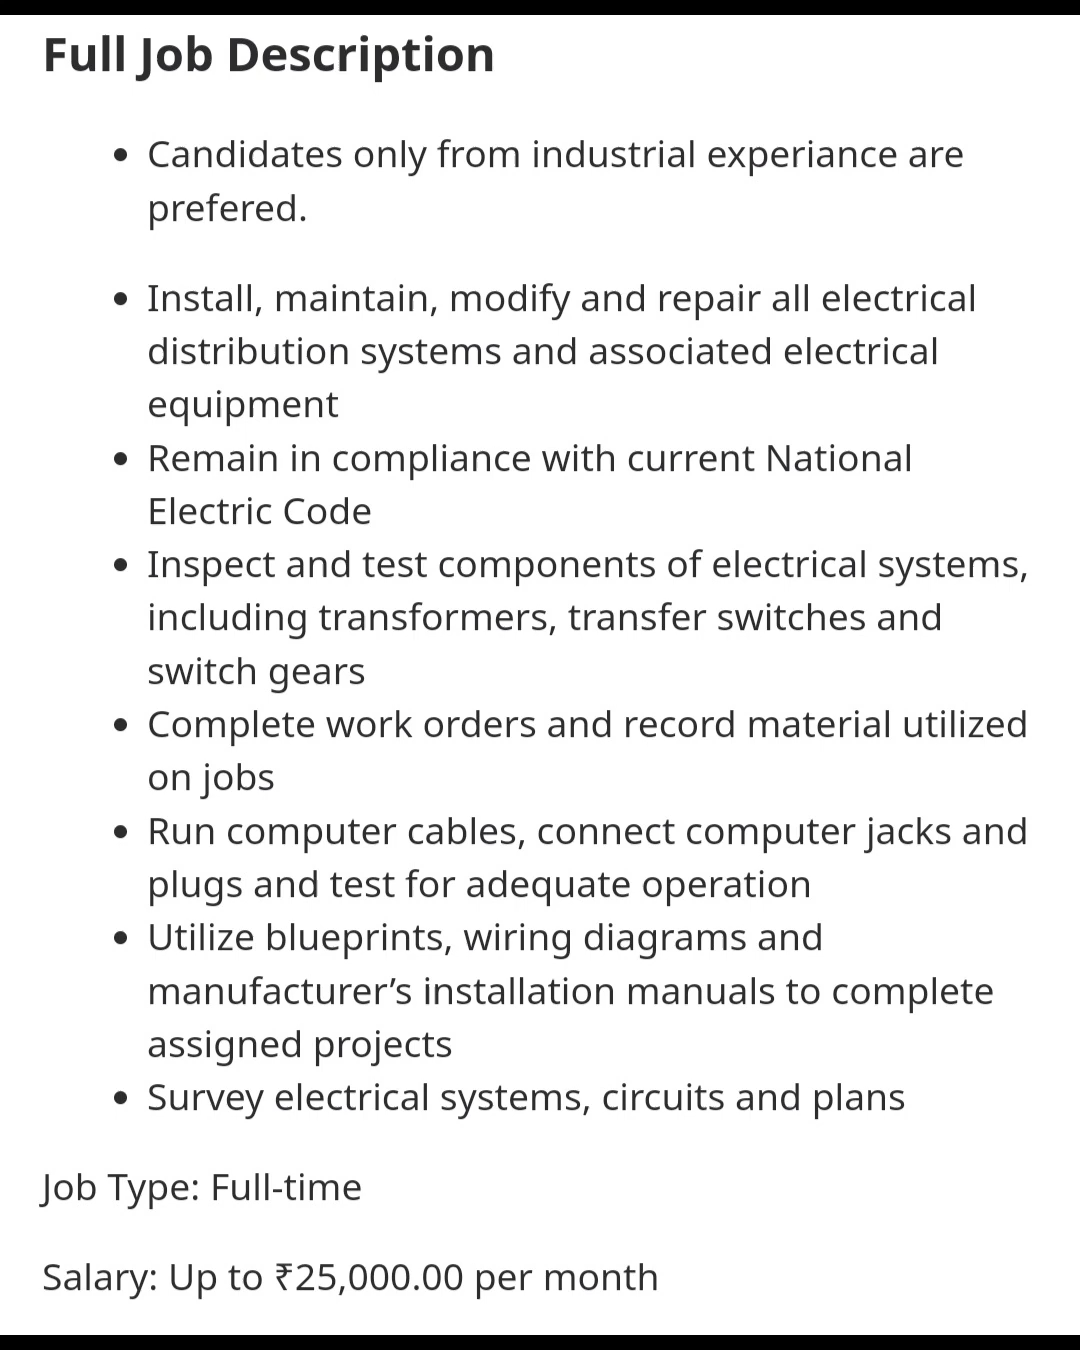 Full Job Description
• Candidates only from industrial experiance are
prefered.
• Install, maintain, modify and repair all electrical
distribution systems and associated electrical
equipment
• Remain in compliance with current National
Electric Code
• Inspect and test components of electrical systems,
including transformers, transfer switches and
switch gears
• Complete work orders and record material utilized
on jobs
• Run computer cables, connect computer jacks and
plugs and test for adequate operation
• Utilize blueprints, wiring diagrams and
manufacturer’s installation manuals to complete
assigned projects
• Survey electrical systems, circuits and plans
Job Type: Full-time
Salary: Up to ₹25,000.00 per month